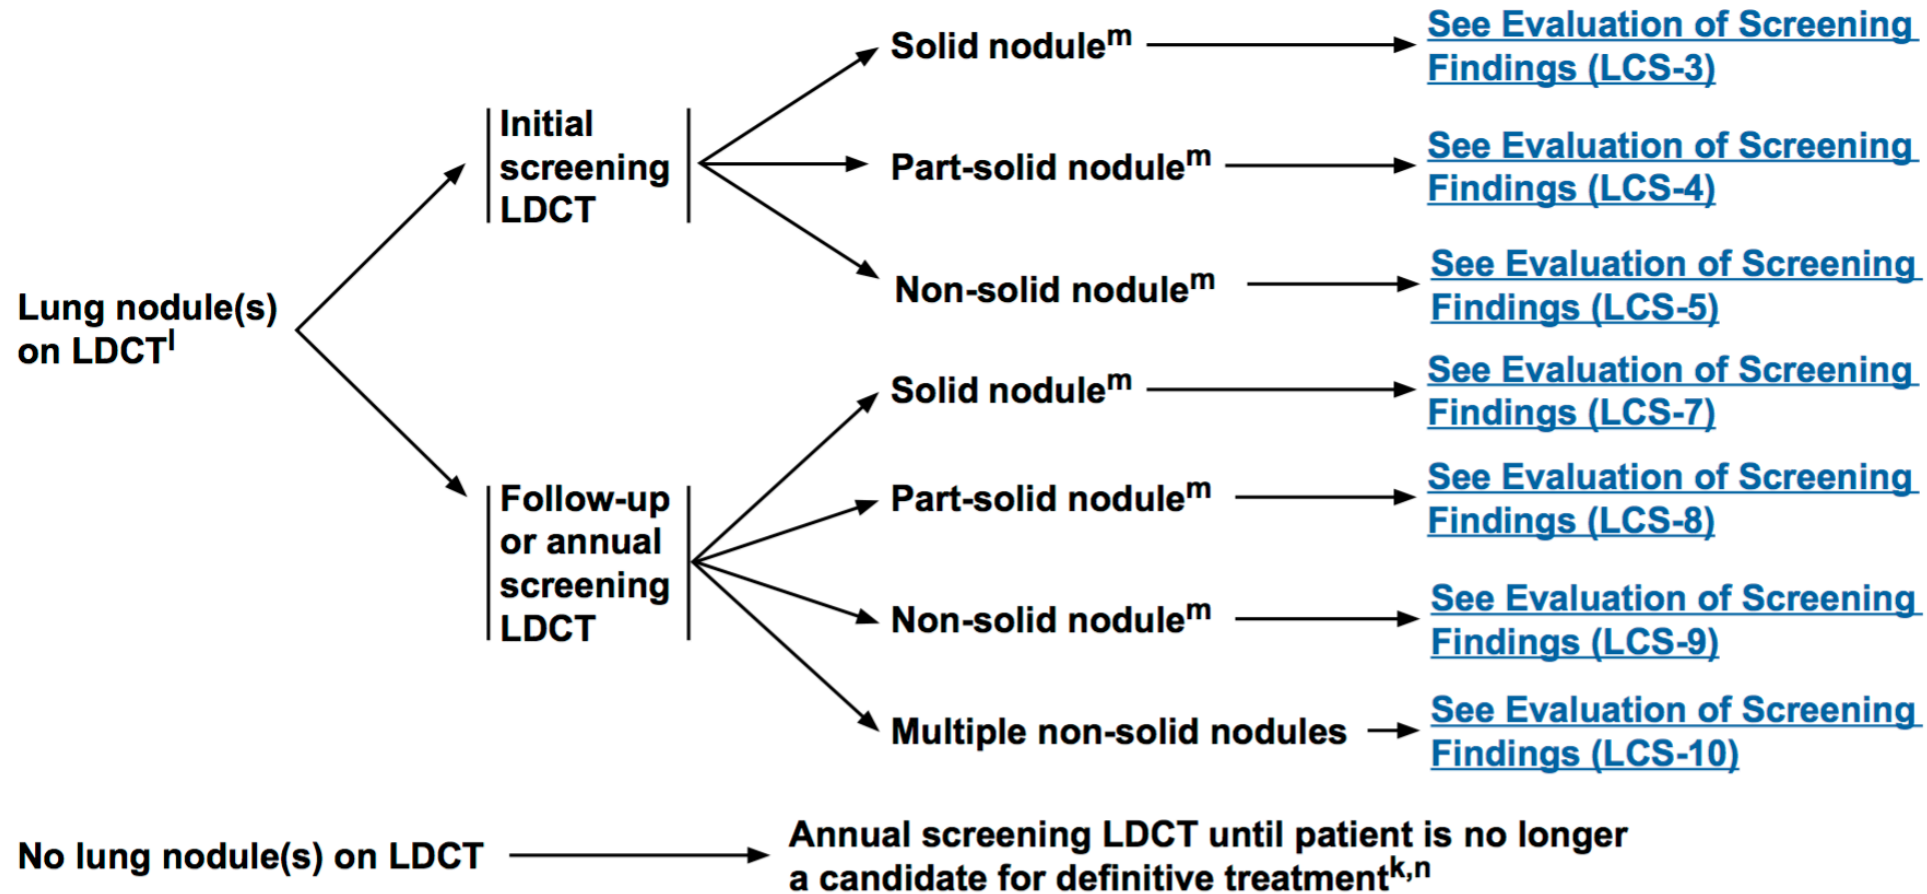 Lung nodule(s)
on LDCTˡ
Initial
screening
LDCT
Solid noduleᵐ
See Evaluation of Screening
Findings (LCS-3)
Part-solid noduleᵐ
See Evaluation of Screening
Findings (LCS-4)
Non-solid noduleᵐ
See Evaluation of Screening
Findings (LCS-5)
Follow-up
or annual
screening
LDCT
Solid noduleᵐ
See Evaluation of Screening
Findings (LCS-7)
Part-solid noduleᵐ
See Evaluation of Screening
Findings (LCS-8)
Non-solid noduleᵐ
See Evaluation of Screening
Findings (LCS-9)
Multiple non-solid nodules
See Evaluation of Screening
Findings (LCS-10)
No lung nodule(s) on LDCT
Annual screening LDCT until patient is no longer
a candidate for definitive treatmentᵏ,ⁿ